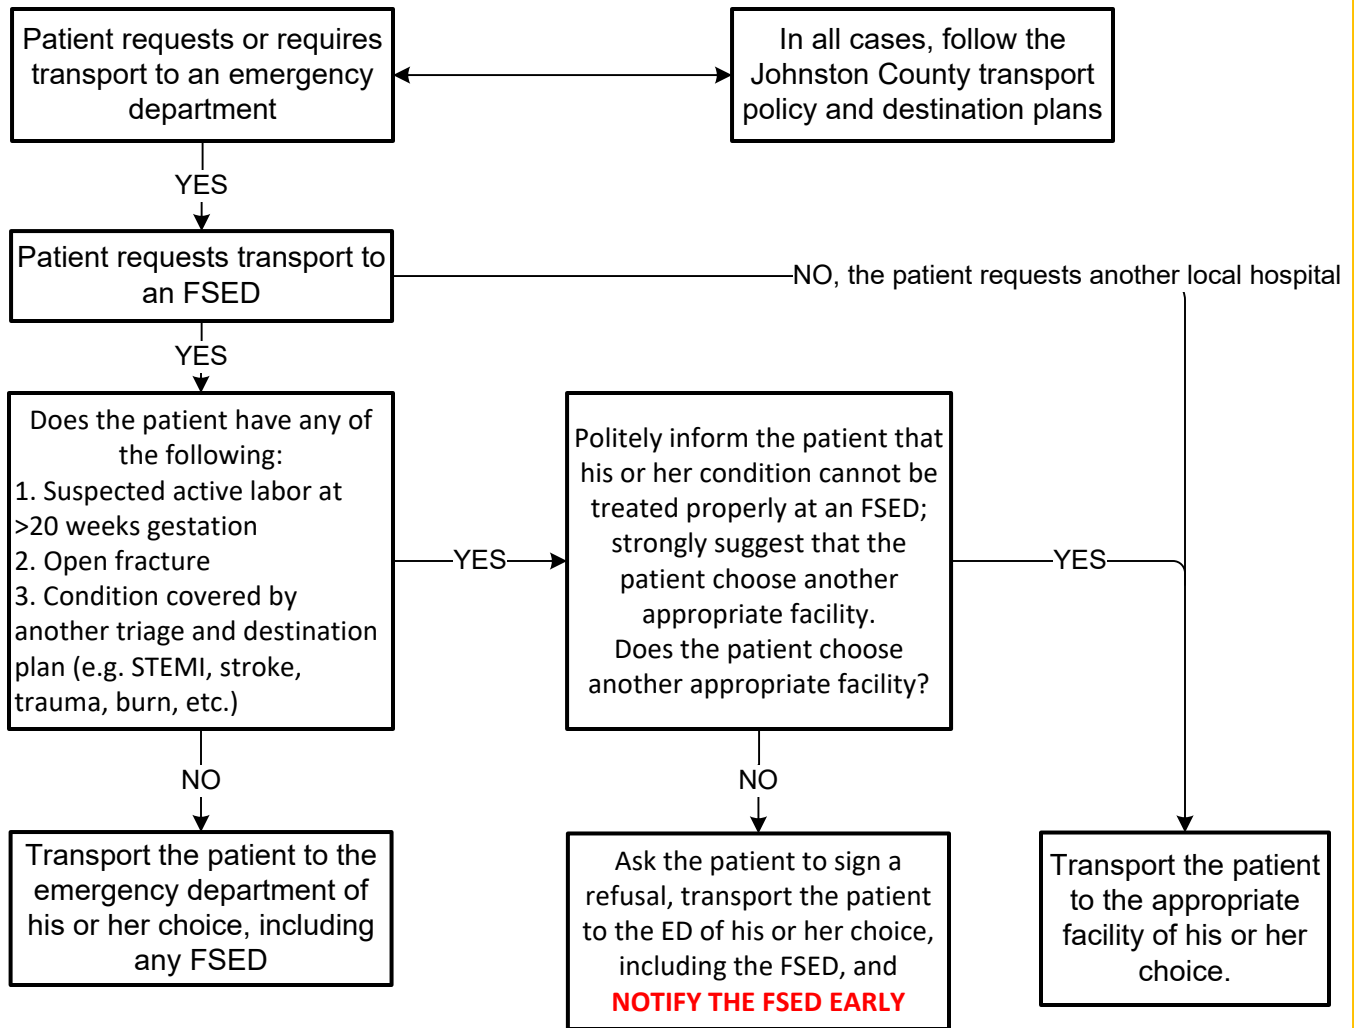 Patient requests or requires
transport to an emergency
department
In all cases, follow the
Johnston County transport
policy and destination plans
YES
Patient requests transport to
an FSED
NO, the patient requests another local hospital
YES
Does the patient have any of
the following:
1. Suspected active labor at
>20 weeks gestation
2. Open fracture
3. Condition covered by
another triage and destination
plan (e.g. STEMI, stroke,
trauma, burn, etc.)
YES
Politely inform the patient that
his or her condition cannot be
treated properly at an FSED;
strongly suggest that the
patient choose another
appropriate facility.
Does the patient choose
another appropriate facility?
YES
NO
NO
Transport the patient to the
emergency department of
his or her choice, including
any FSED
Ask the patient to sign a
refusal, transport the patient
to the ED of his or her choice,
including the FSED, and
NOTIFY THE FSED EARLY
Transport the patient
to the appropriate
facility of his or her
choice.